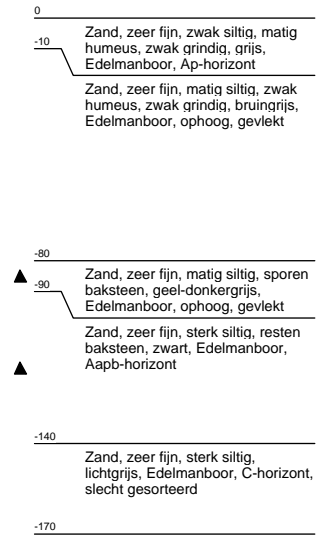 0
Zand, zeer fijn, zwak siltig, matig
humeus, zwak grindig, grijs,
Edelmanboor, Ap-horizont
-10
Zand, zeer fijn, matig siltig, zwak
humeus, zwak grindig, bruingrijs,
Edelmanboor, ophoog, gevlekt
-80
Zand, zeer fijn, matig siltig, sporen
baksteen, geel-donkergrijs,
Edelmanboor, ophoog, gevlekt
-90
Zand, zeer fijn, sterk siltig, resten
baksteen, zwart, Edelmanboor,
Aapb-horizont
-140
Zand, zeer fijn, sterk siltig,
lichtgrijs, Edelmanboor, C-horizont,
slecht gesorteerd
-170